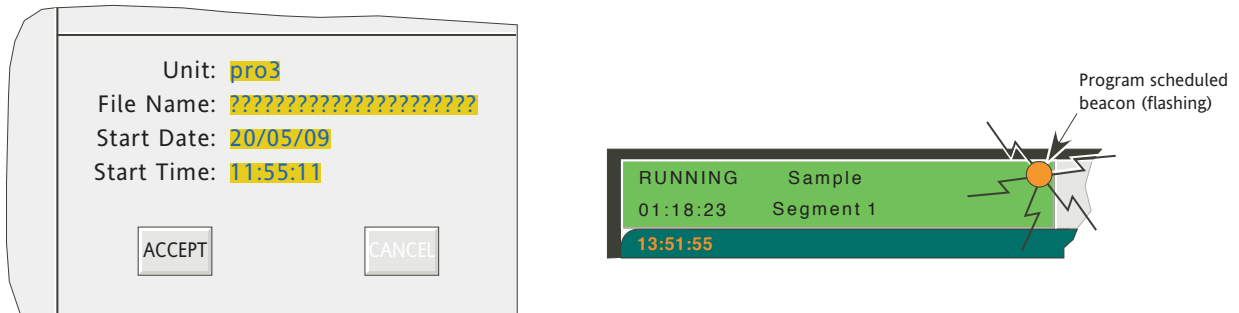 Unit: pro3
File Name: ??????????????????????
Start Date: 20/05/09
Start Time: 11:55:11
ACCEPT CANCEL
Program scheduled
beacon (flashing)
RUNNING Sample
01:18:23 Segment 1
13:51:55